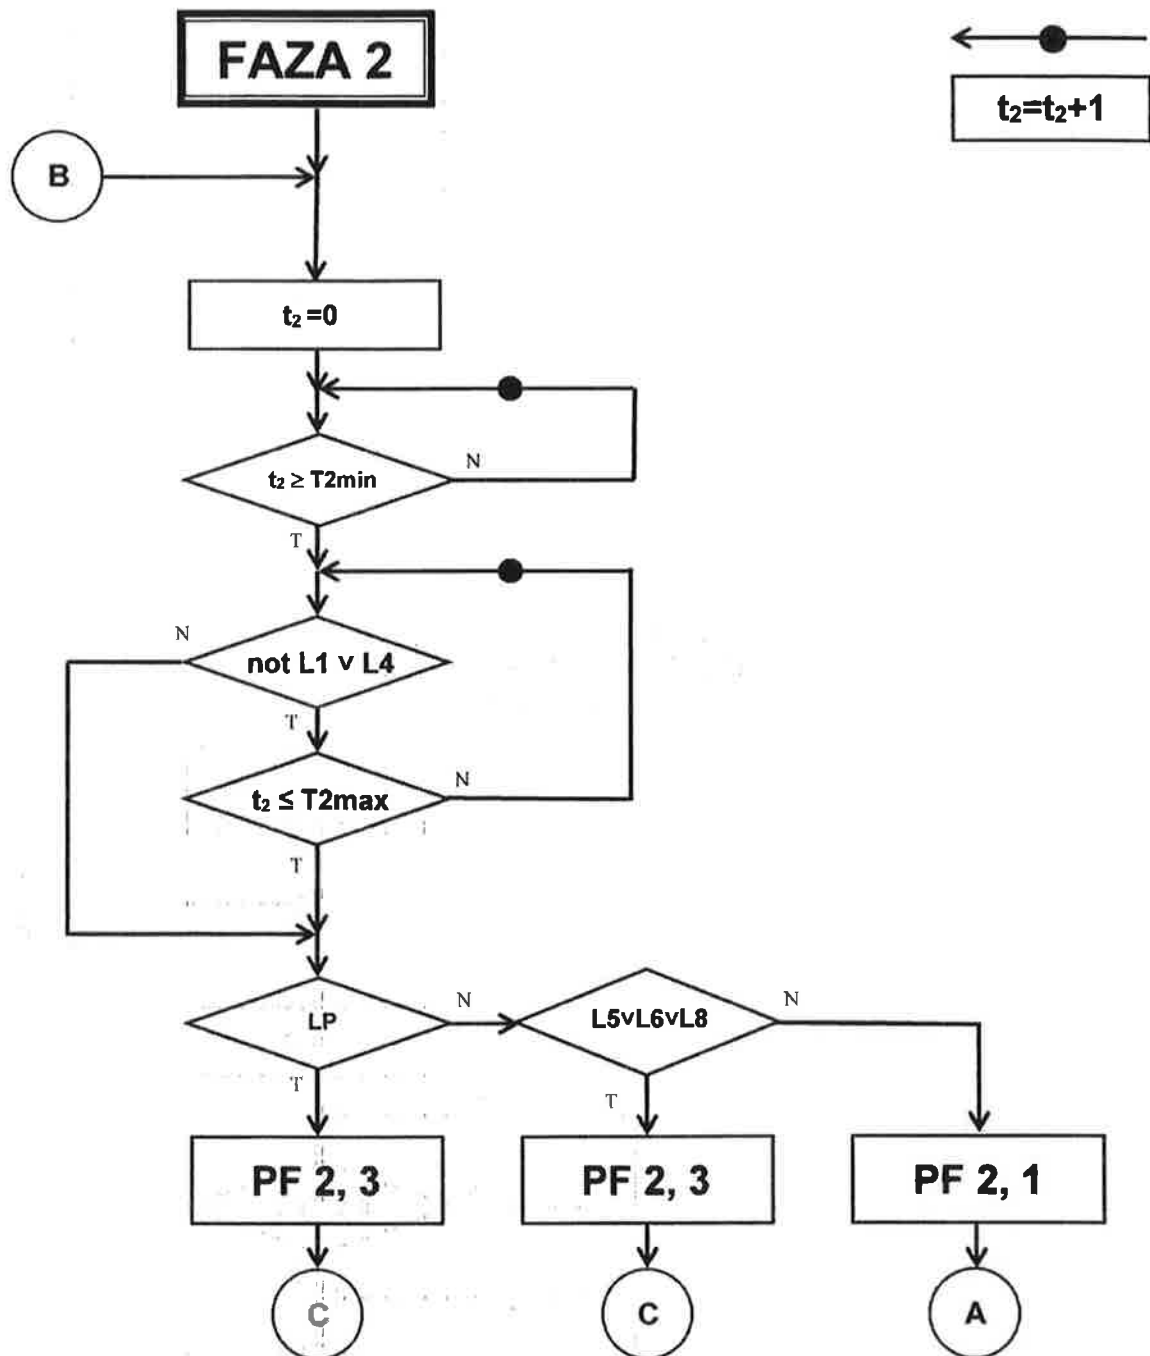 FAZA 2
t₂=t₂+1
B
t₂ =0
t₂ ≥ T2min
N
T
N
not L1 v L4
T
t₂ ≤ T2max
N
T
LP
N
L5vL6vL8
N
T
T
PF 2, 3
PF 2, 3
PF 2, 1
C
C
A